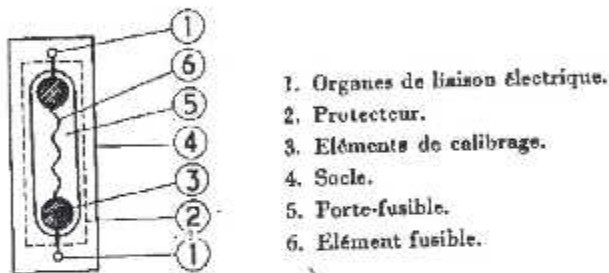 1
6
5
4
3
2
1
1. Organes de liaison électrique.
2. Protecteur.
3. Eléments de calibrage.
4. Socle.
5. Porte-fusible.
6. Elément fusible.